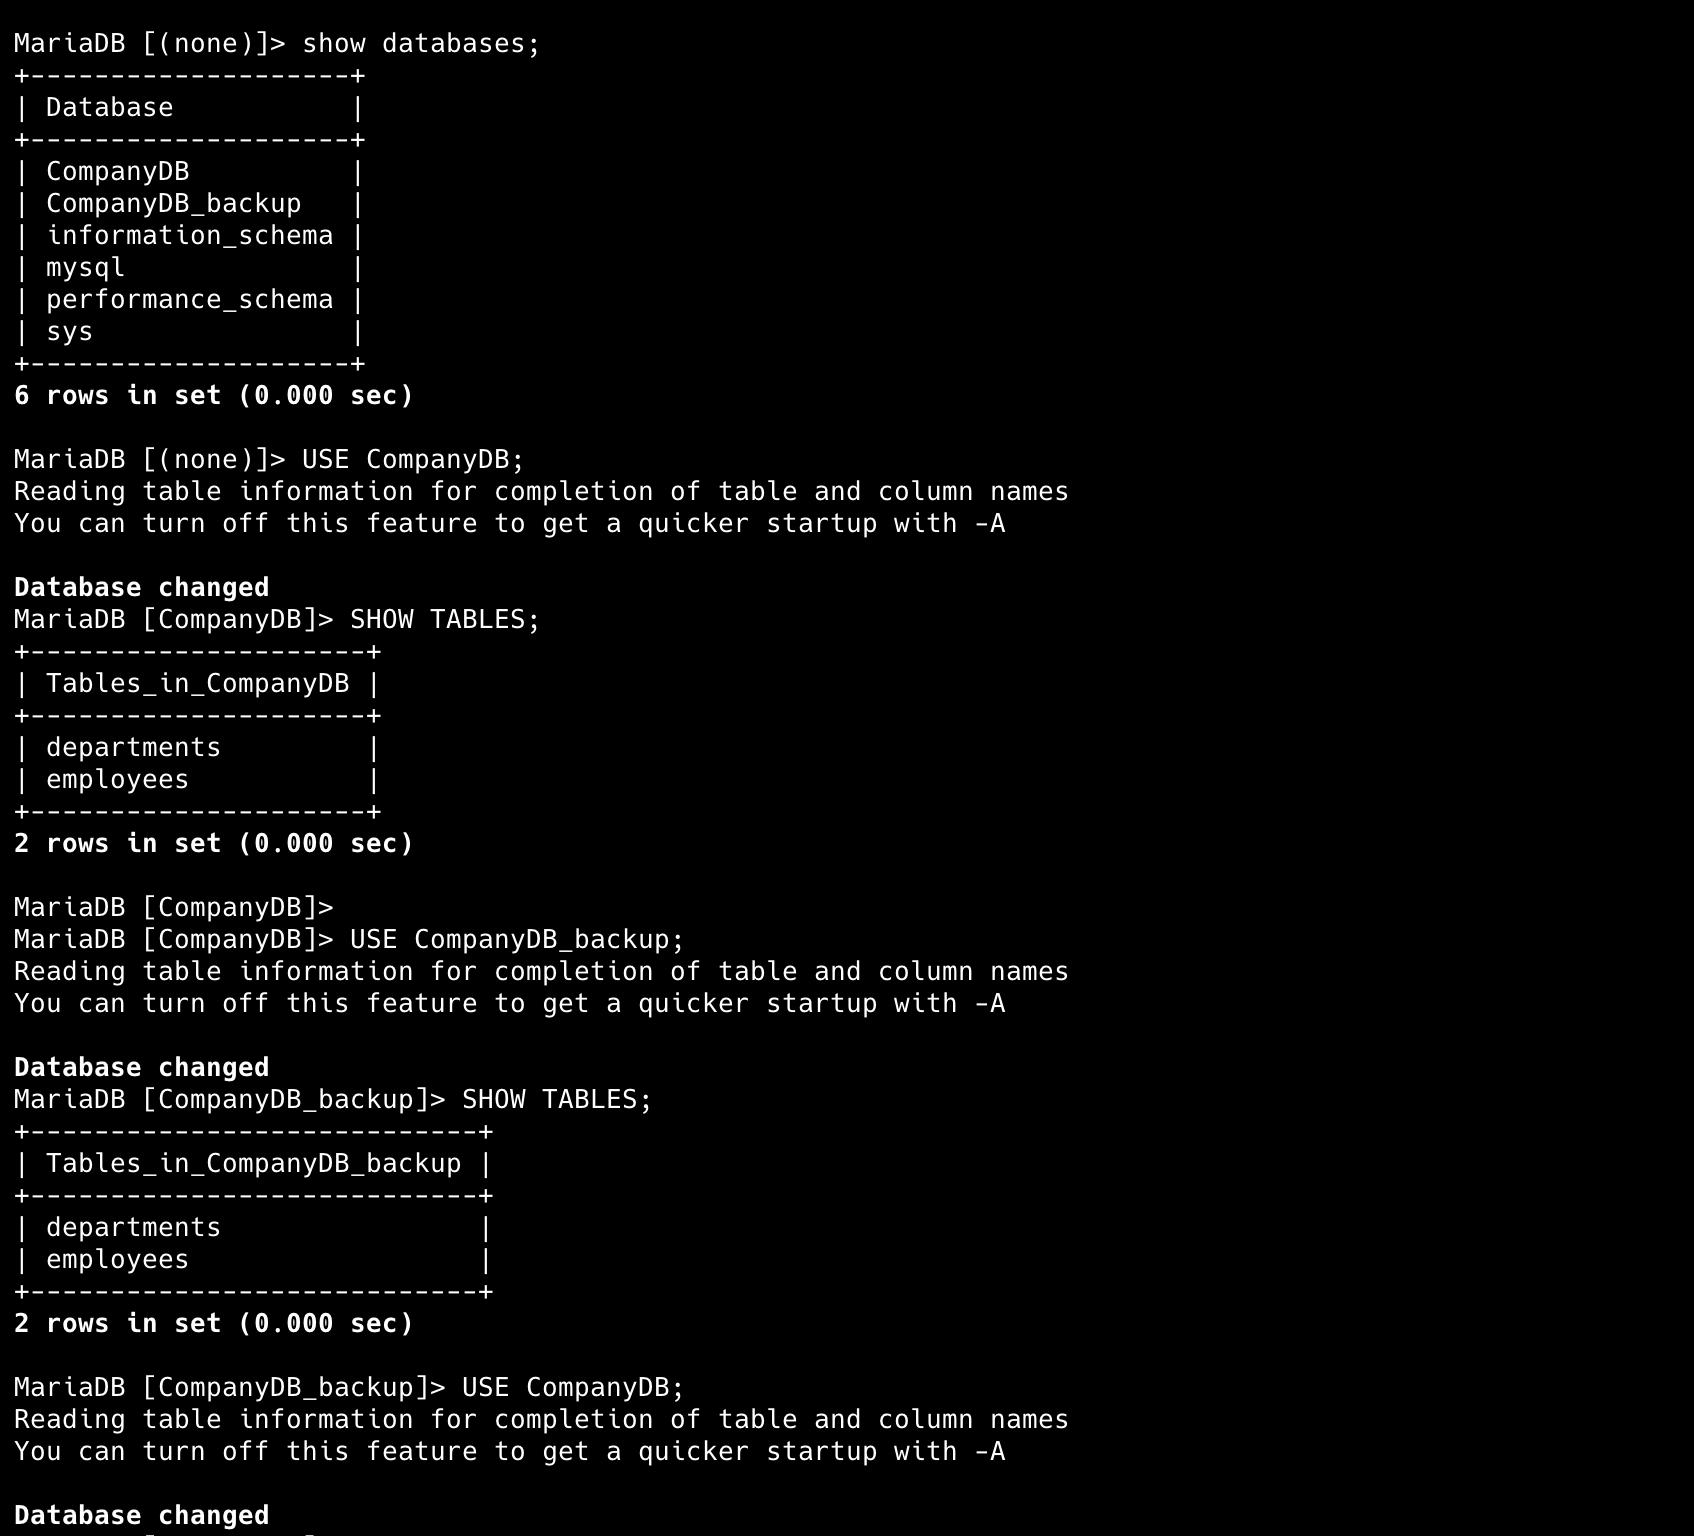 MariaDB [(none)]> show databases;
+--------------------+
| Database           |
+--------------------+
| CompanyDB          |
| CompanyDB_backup   |
| information_schema |
| mysql              |
| performance_schema |
| sys                |
+--------------------+
6 rows in set (0.000 sec)

MariaDB [(none)]> USE CompanyDB;
Reading table information for completion of table and column names
You can turn off this feature to get a quicker startup with -A

Database changed
MariaDB [CompanyDB]> SHOW TABLES;
+---------------------+
| Tables_in_CompanyDB |
+---------------------+
| departments         |
| employees           |
+---------------------+
2 rows in set (0.000 sec)

MariaDB [CompanyDB]>
MariaDB [CompanyDB]> USE CompanyDB_backup;
Reading table information for completion of table and column names
You can turn off this feature to get a quicker startup with -A

Database changed
MariaDB [CompanyDB_backup]> SHOW TABLES;
+----------------------------+
| Tables_in_CompanyDB_backup |
+----------------------------+
| departments                |
| employees                  |
+----------------------------+
2 rows in set (0.000 sec)

MariaDB [CompanyDB_backup]> USE CompanyDB;
Reading table information for completion of table and column names
You can turn off this feature to get a quicker startup with -A

Database changed